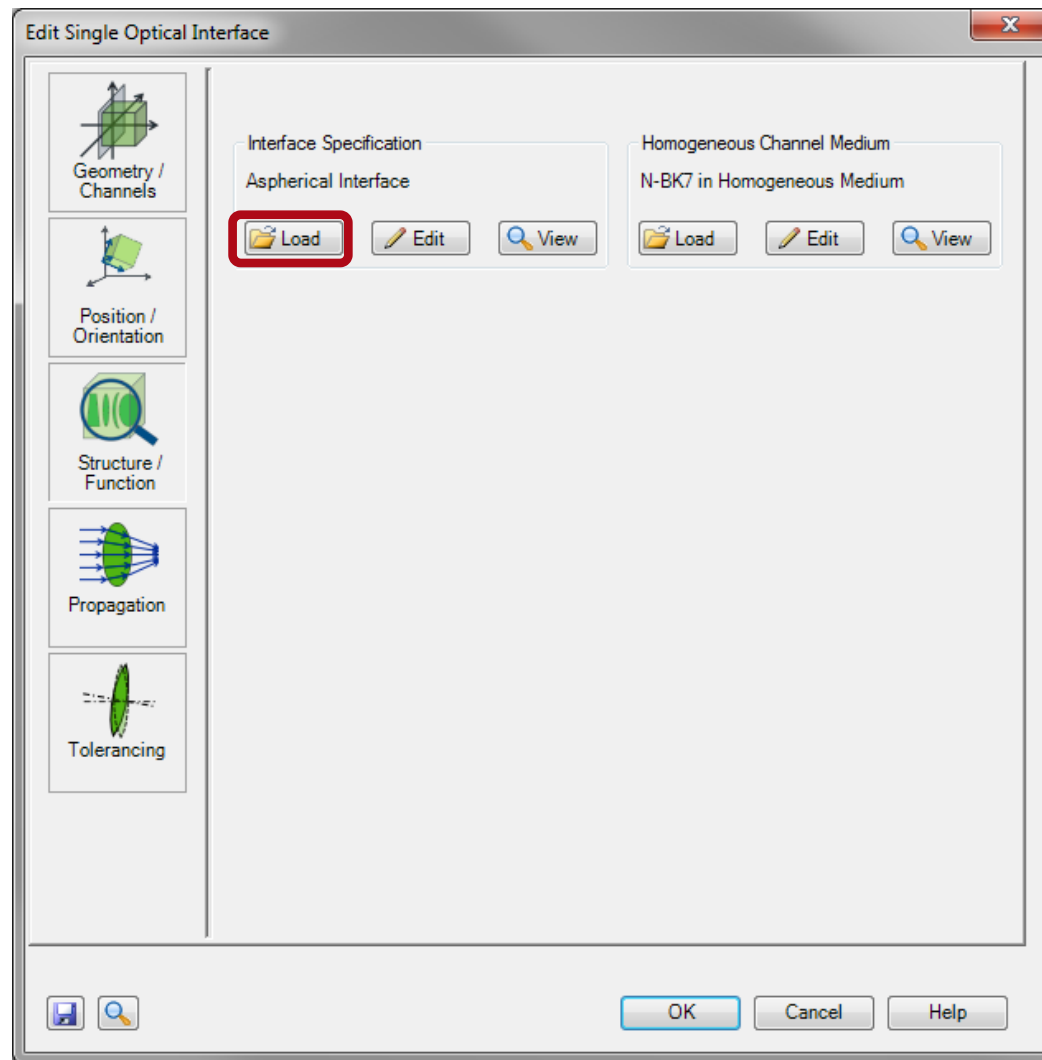 Edit Single Optical Interface
Geometry /
Channels
Position /
Orientation
Structure /
Function
Propagation
Tolerancing
Interface Specification
Aspherical Interface
Load
Edit
View
Homogeneous Channel Medium
N-BK7 in Homogeneous Medium
Load
Edit
View
OK
Cancel
Help